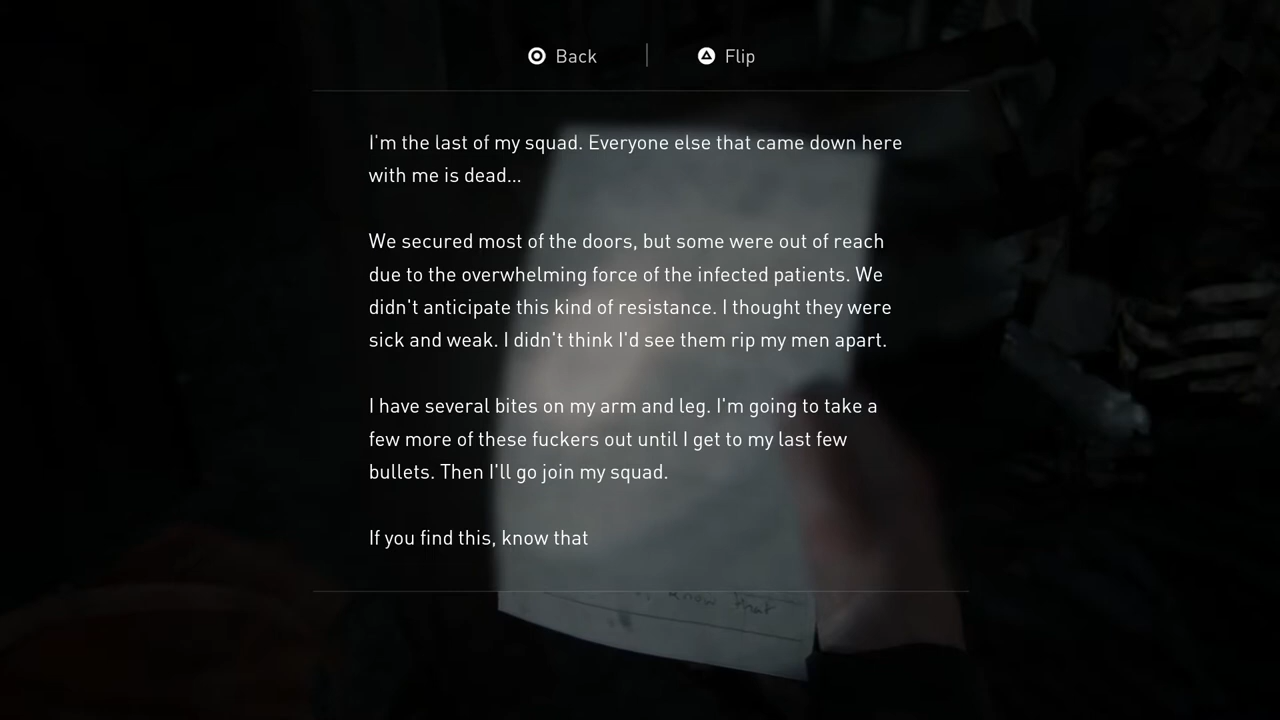 Back | Flip
I'm the last of my squad. Everyone else that came down here
with me is dead...
We secured most of the doors, but some were out of reach
due to the overwhelming force of the infected patients. We
didn't anticipate this kind of resistance. I thought they were
sick and weak. I didn't think I'd see them rip my men apart.
I have several bites on my arm and leg. I'm going to take a
few more of these fuckers out until I get to my last few
bullets. Then I'll go join my squad.
If you find this, know that
know that